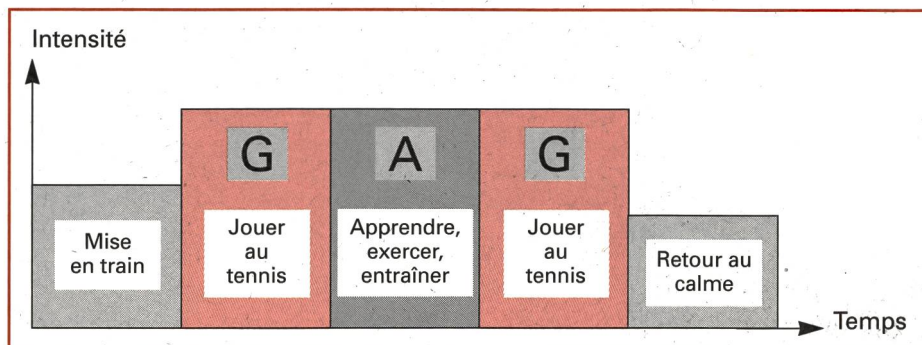 Intensité
G
A
G
Mise
en train
Jouer
au
tennis
Apprendre,
exercer,
entraîner
Jouer
au
tennis
Retour au
calme
Temps